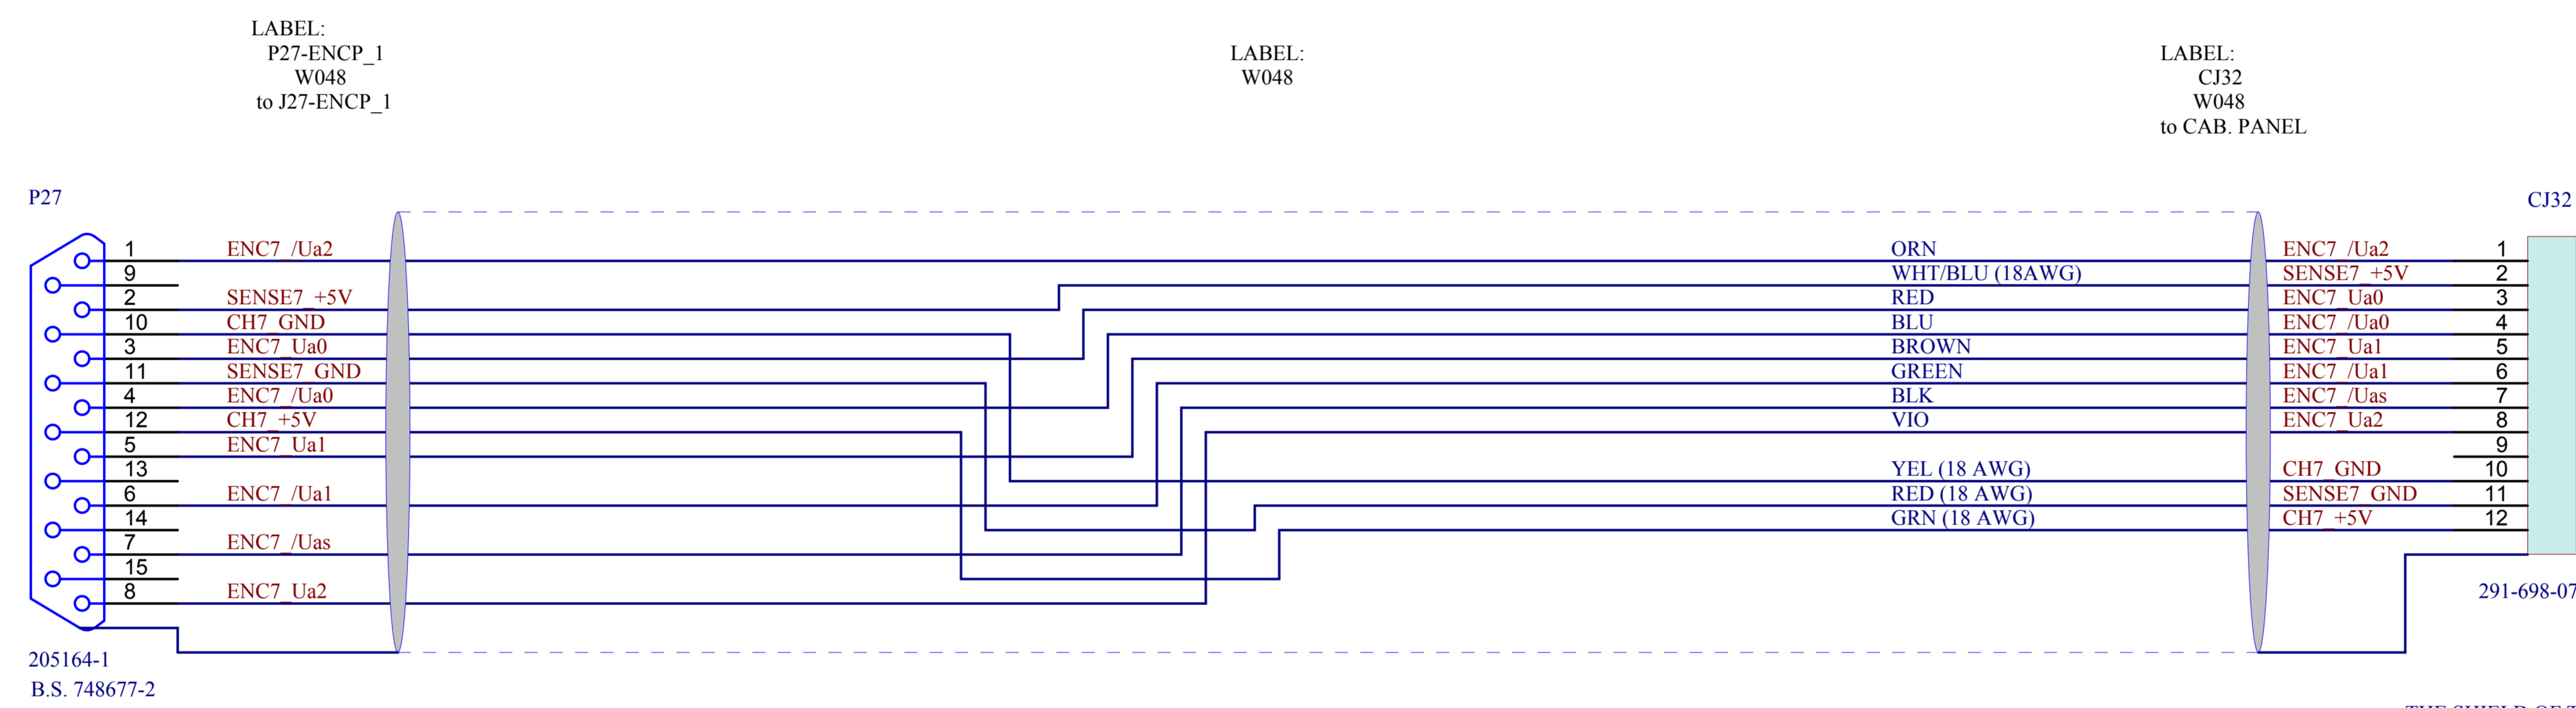 LABEL:
P27-ENCP_1
W048
to J27-ENCP_1
LABEL:
W048
LABEL:
CJ32
W048
to CAB. PANEL
P27
CJ32
1 ENC7_/Ua2 ORN ENC7_/Ua2 1
9 WHT/BLU (18AWG) SENSE7_+5V 2
2 SENSE7_+5V RED ENC7_Ua0 3
10 CH7_GND BLU ENC7_/Ua0 4
3 ENC7_Ua0 BROWN ENC7_Ua1 5
11 SENSE7_GND GREEN ENC7_/Ua1 6
4 ENC7_/Ua0 BLK ENC7_/Uas 7
12 CH7_+5V VIO ENC7_Ua2 8
5 ENC7_Ua1 9
13 YEL (18 AWG) CH7_GND 10
6 ENC7_/Ua1 RED (18 AWG) SENSE7_GND 11
14 GRN (18 AWG) CH7_+5V 12
7 ENC7_/Uas
15
8 ENC7_Ua2
291-698-07
205164-1
B.S. 748677-2